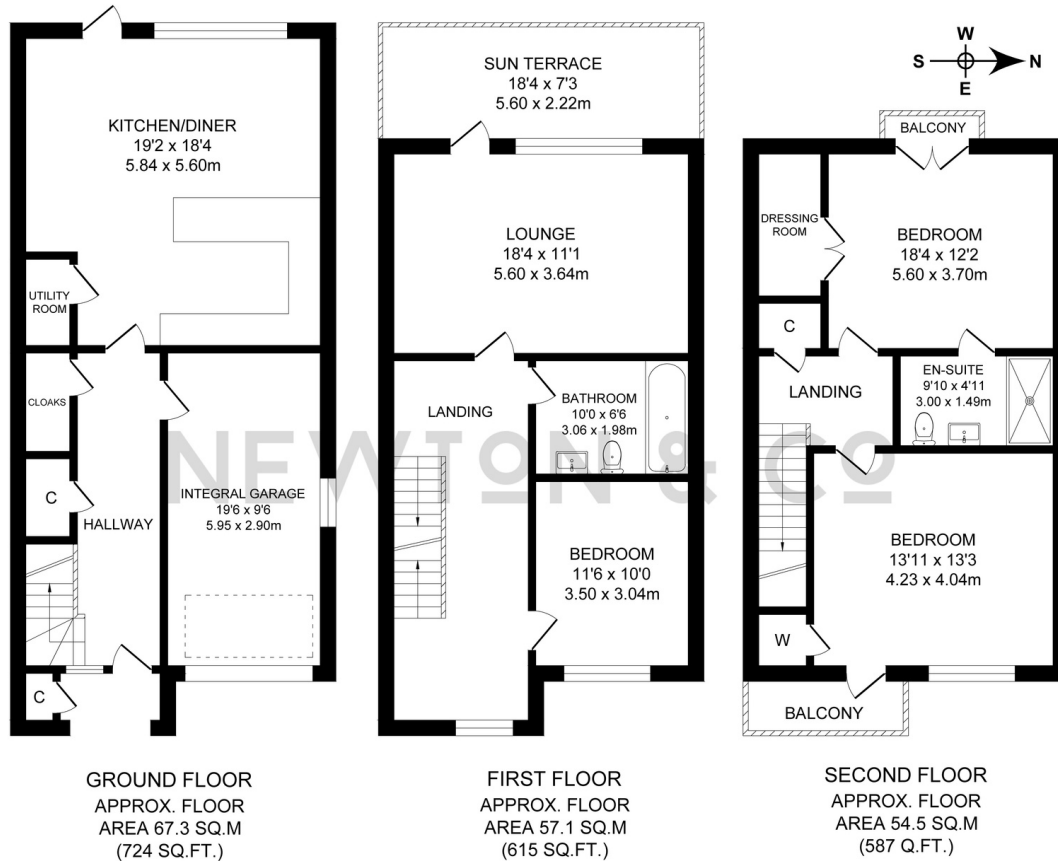 KITCHEN/DINER
19'2 x 18'4
5.84 x 5.60m
UTILITY
ROOM
CLOAKS
C
HALLWAY
INTEGRAL GARAGE
19'6 x 9'6
5.95 x 2.90m
C
GROUND FLOOR
APPROX. FLOOR
AREA 67.3 SQ.M
(724 SQ.FT.)
SUN TERRACE
18'4 x 7'3
5.60 x 2.22m
LOUNGE
18'4 x 11'1
5.60 x 3.64m
LANDING
BATHROOM
10'0 x 6'6
3.06 x 1.98m
BEDROOM
11'6 x 10'0
3.50 x 3.04m
FIRST FLOOR
APPROX. FLOOR
AREA 57.1 SQ.M
(615 SQ.FT.)
W
S N
E
BALCONY
DRESSING
ROOM
BEDROOM
18'4 x 12'2
5.60 x 3.70m
C
LANDING
EN-SUITE
9'10 x 4'11
3.00 x 1.49m
BEDROOM
13'11 x 13'3
4.23 x 4.04m
W
BALCONY
SECOND FLOOR
APPROX. FLOOR
AREA 54.5 SQ.M
(587 Q.FT.)
NEWTON & CO